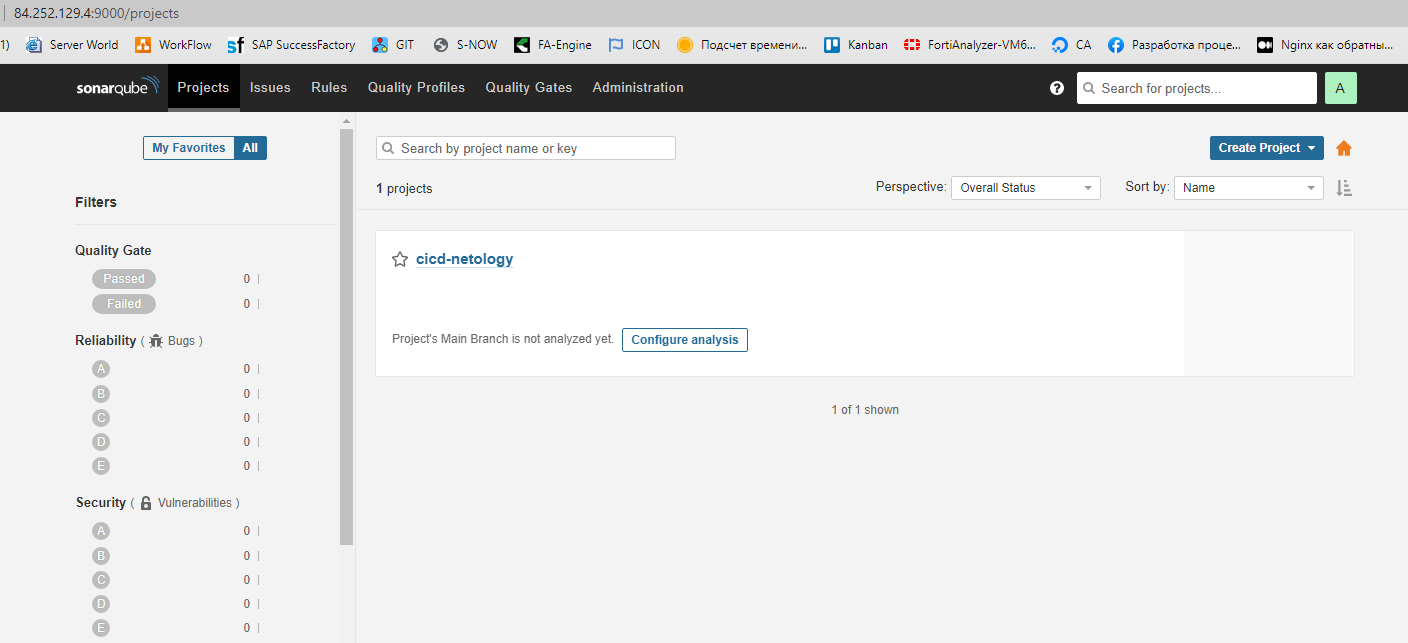 84.252.129.4:9000/projects
1) Server World WorkFlow SAP SuccessFactory GIT S-NOW FA-Engine ICON Подсчет времени... Kanban FortiAnalyzer-VM6... CA Разработка проце... Nginx как обратны...
sonarqube Projects Issues Rules Quality Profiles Quality Gates Administration ? Search for projects... A
My Favorites All
Search by project name or key
Create Project
1 projects
Perspective: Overall Status
Sort by: Name
Filters
Quality Gate
Passed 0
Failed 0
Reliability ( Bugs )
A 0
B 0
C 0
D 0
E 0
Security ( Vulnerabilities )
A 0
B 0
C 0
D 0
E 0
cicd-netology
Project's Main Branch is not analyzed yet. Configure analysis
1 of 1 shown